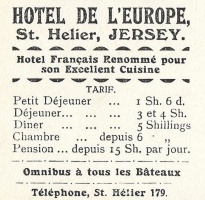 HOTEL DE L'EUROPE,
St. Helier, JERSEY.
Hotel Français Renommé pour
son Excellent Cuisine
TARIF.
Petit Déjeuner ... 1 Sh. 6 d.
Déjeuner... ... ... 3 et 4 Sh.
Diner ... ... ... 5 Shillings
Chambre ... depuis 6 „
Pension ... depuis 15 Sh. par jour.
Omnibus à tous les Bâteaux
Téléphone, St. Hélier 179.